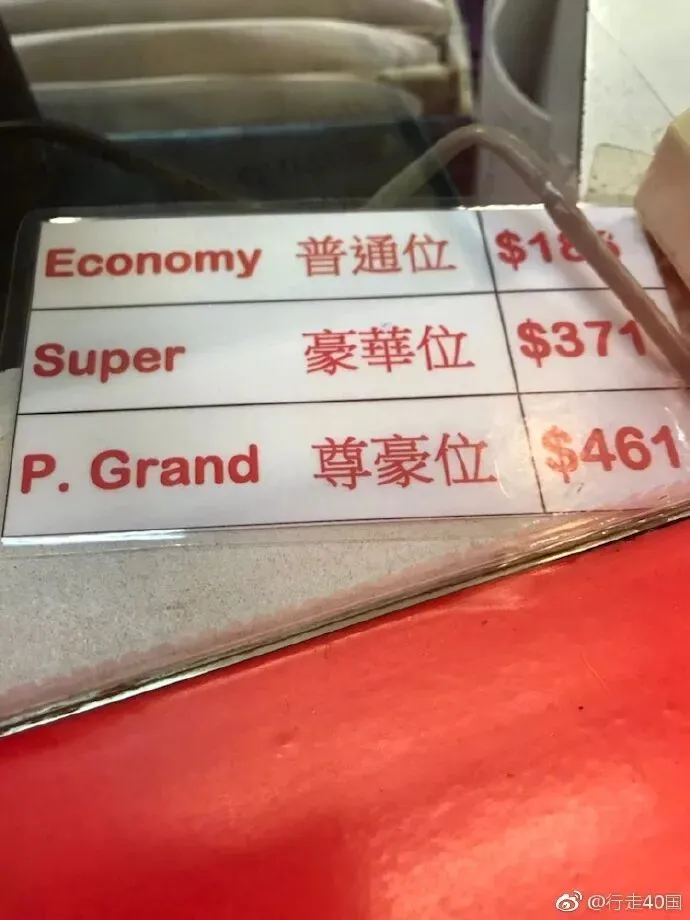 Economy 普通位
Super 豪華位 $371
P. Grand 尊豪位 $461
@行走40国